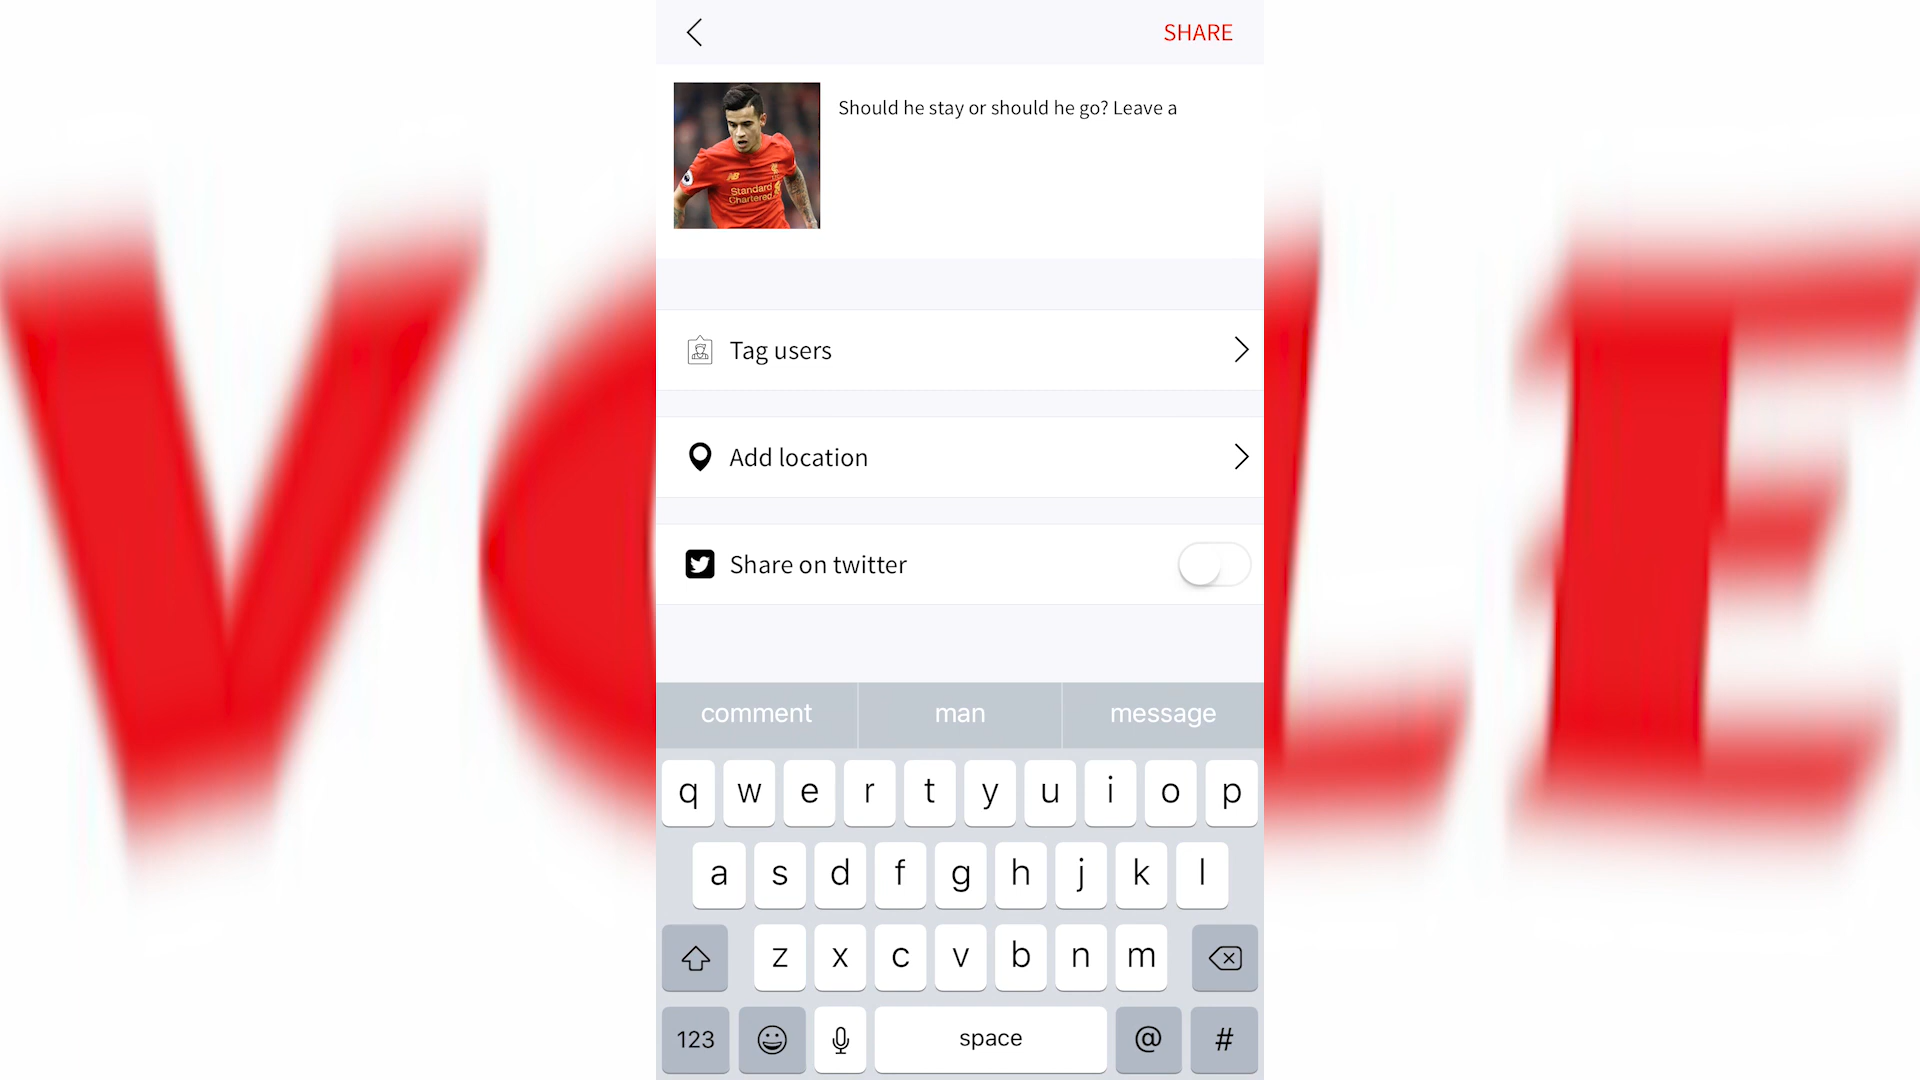 SHARE
Should he stay or should he go? Leave a
NB
Standard
Chartered
Tag users
Add location
Share on twitter
comment man message
q w e r t y u i o p
a s d f g h j k l
z x c v b n m
123 space @ #